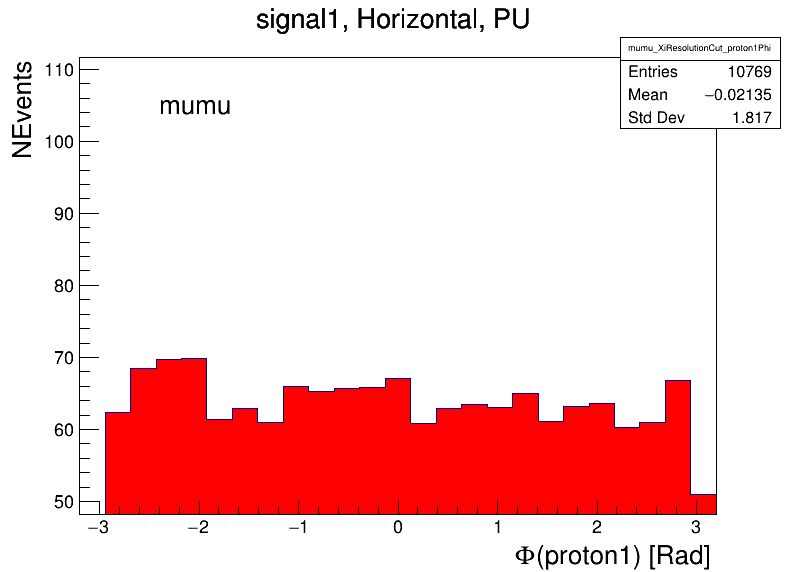 signal1, Horizontal, PU
mumu_XiResolutionCut_proton1Phi
Entries 10769
Mean −0.02135
Std Dev 1.817
NEvents
mumu
110
100
90
80
70
60
50
−3 −2 −1 0 1 2 3
Φ(proton1) [Rad]